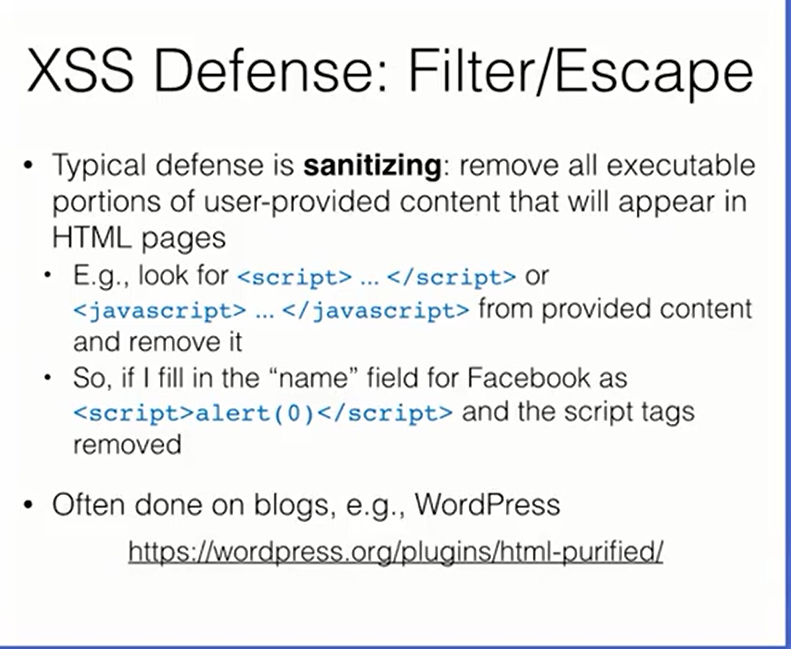 XSS Defense: Filter/Escape
• Typical defense is sanitizing: remove all executable
portions of user-provided content that will appear in
HTML pages
• E.g., look for <script> ... </script> or
<javascript> ... </javascript> from provided content
and remove it
• So, if I fill in the “name” field for Facebook as
<script>alert(0)</script> and the script tags
removed
• Often done on blogs, e.g., WordPress
https://wordpress.org/plugins/html-purified/